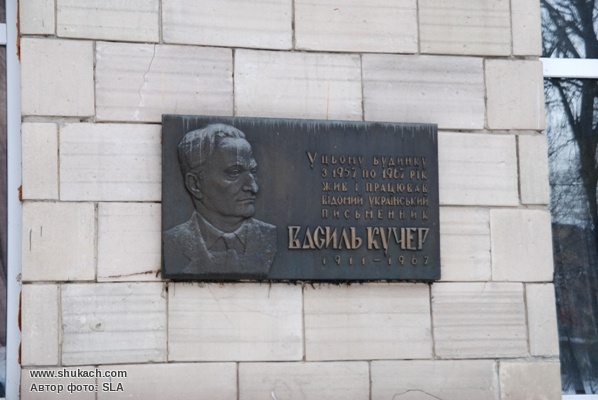 У ЦЬОМУ БУДИНКУ
З 1957 ПО 1967 РІК
ЖИВ І ПРАЦЮВАВ
ВІДОМИЙ УКРАЇНСЬКИЙ
ПИСЬМЕННИК
ВАСИЛЬ КУЧЕР
1911–1967
www.shukach.com
Автор фото: SLA